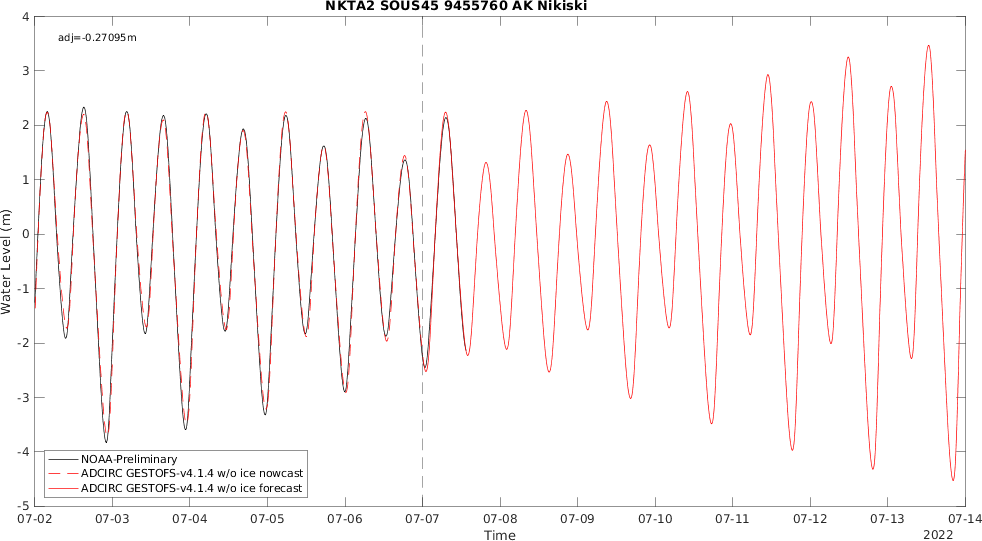 NKTA2 SOUS45 9455760 AK Nikiski
adj=-0.27095m
4
3
2
1
0
-1
-2
-3
-4
-5
Water Level (m)
NOAA-Preliminary
ADCIRC GESTOFS-v4.1.4 w/o ice nowcast
ADCIRC GESTOFS-v4.1.4 w/o ice forecast
07-02 07-03 07-04 07-05 07-06 07-07 07-08 07-09 07-10 07-11 07-12 07-13 07-14
Time
2022